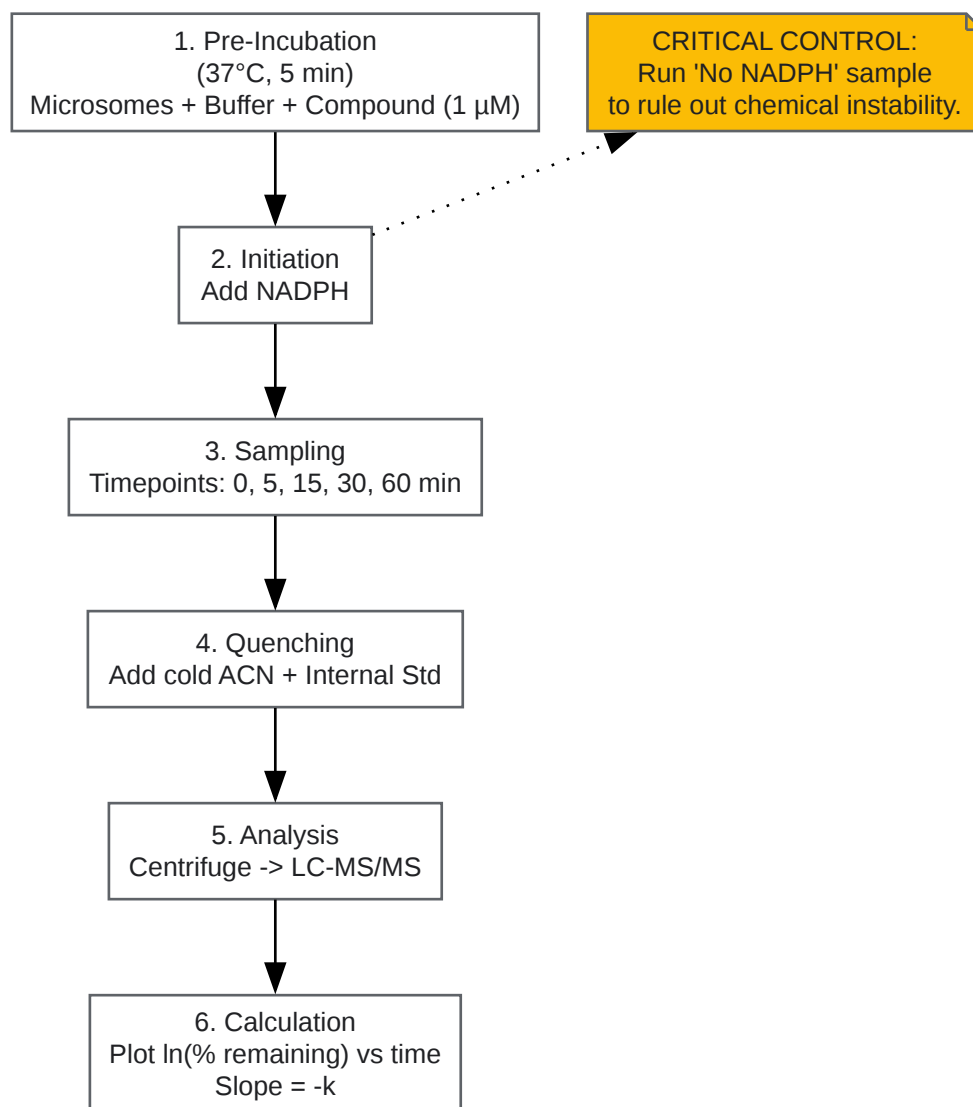 1. Pre-Incubation
(37°C, 5 min)
Microsomes + Buffer + Compound (1 µM)
CRITICAL CONTROL:
Run 'No NADPH' sample
to rule out chemical instability.
2. Initiation
Add NADPH
3. Sampling
Timepoints: 0, 5, 15, 30, 60 min
4. Quenching
Add cold ACN + Internal Std
5. Analysis
Centrifuge -> LC-MS/MS
6. Calculation
Plot ln(% remaining) vs time
Slope = -k